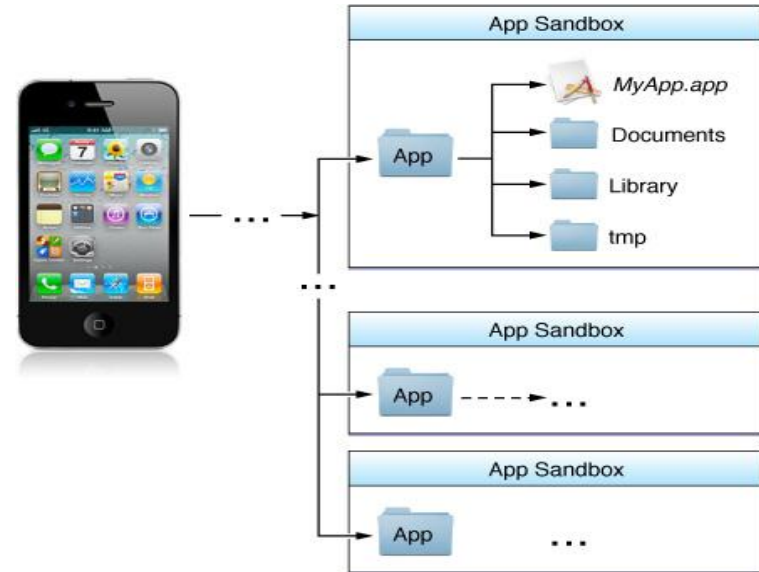 App Sandbox
MyApp.app
App
Documents
Library
tmp
...
...
App Sandbox
App
...
App Sandbox
App
...